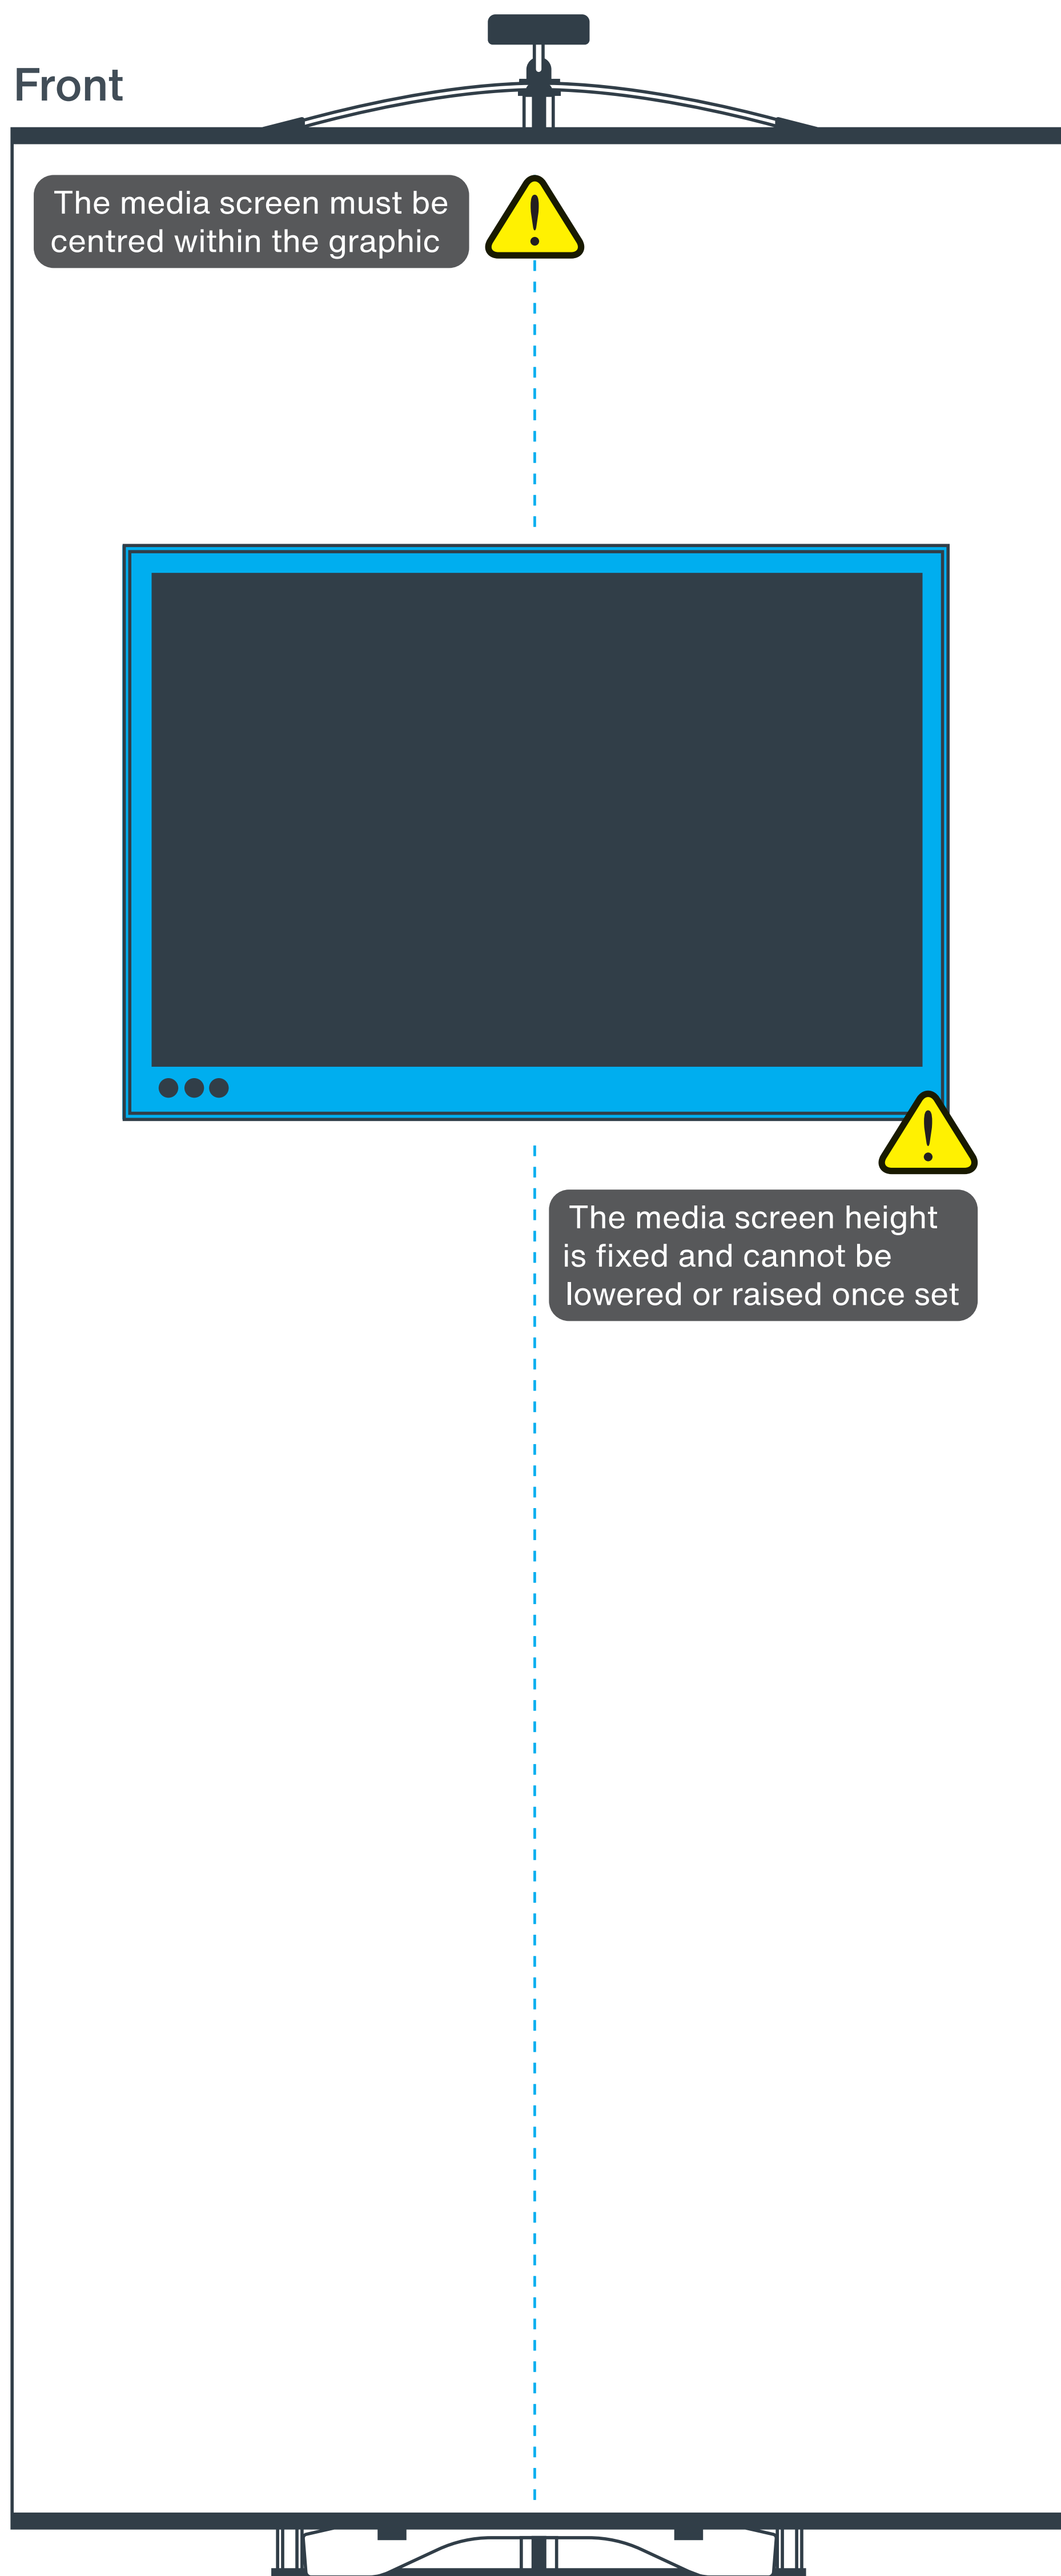 Front
The media screen must be
centred within the graphic
The media screen height
is fixed and cannot be
lowered or raised once set